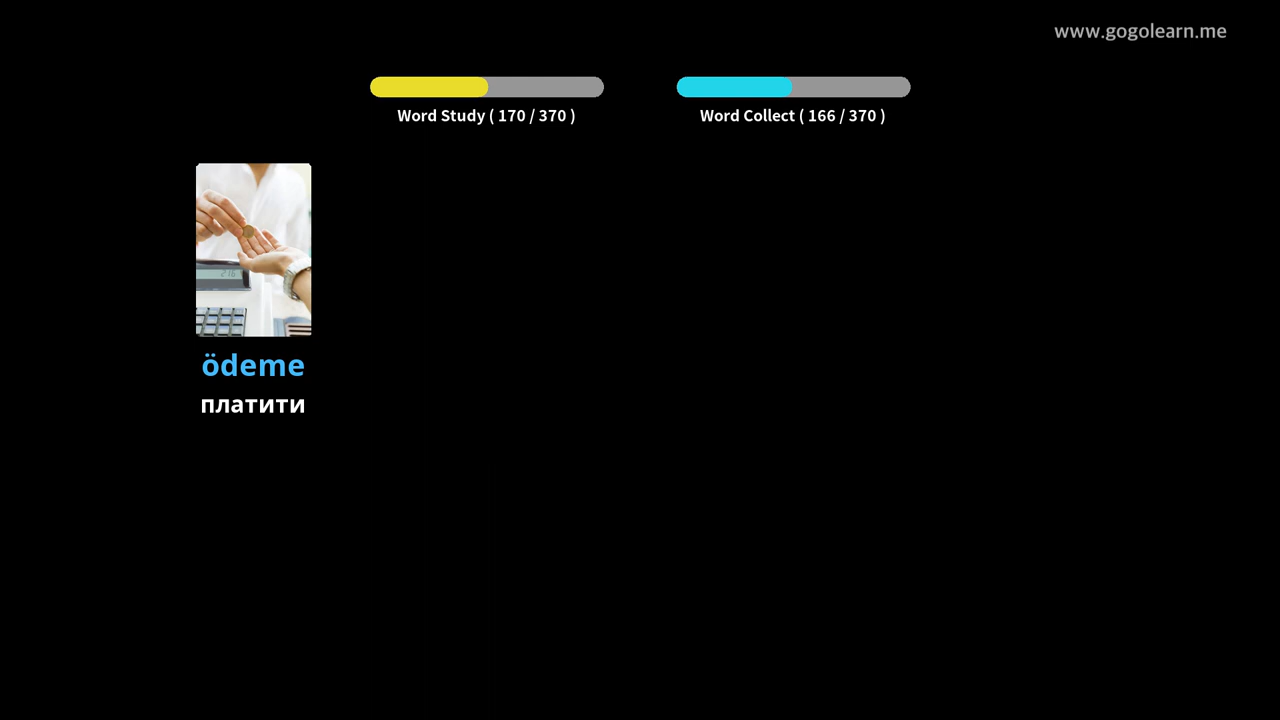 www.gogolearn.me
Word Study ( 170 / 370 )
Word Collect ( 166 / 370 )
ödeme
платити